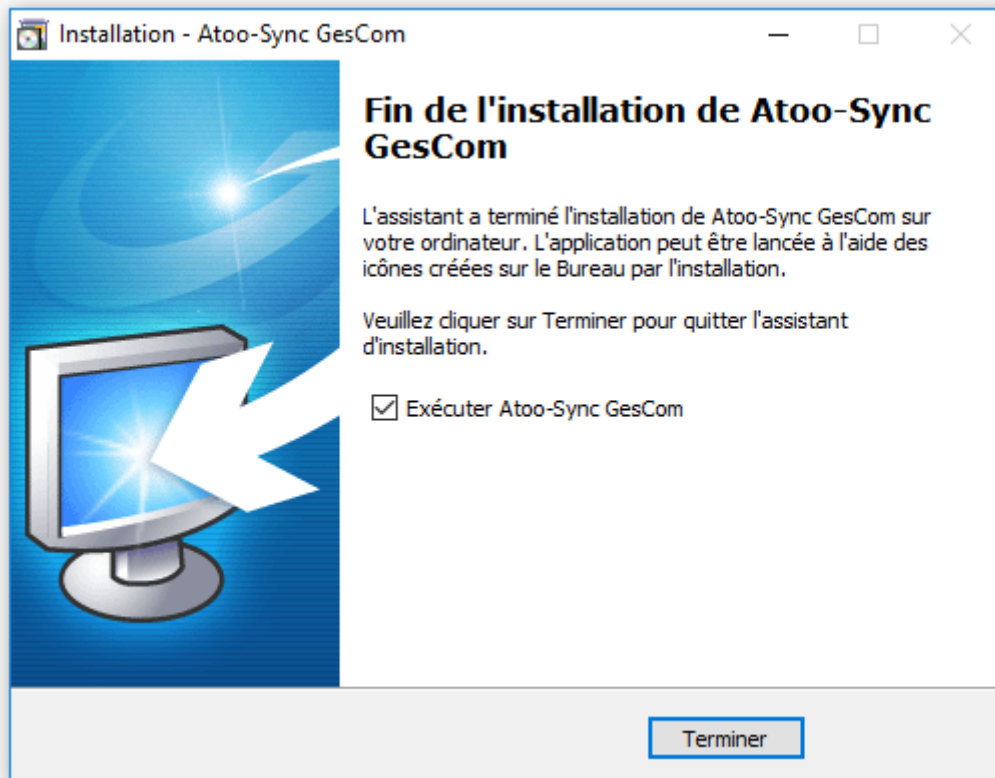 Installation - Atoo-Sync GesCom
Fin de l'installation de Atoo-Sync
GesCom
L'assistant a terminé l'installation de Atoo-Sync GesCom sur
votre ordinateur. L'application peut être lancée à l'aide des
icônes créées sur le Bureau par l'installation.
Veuillez cliquer sur Terminer pour quitter l'assistant
d'installation.
Exécuter Atoo-Sync GesCom
Terminer